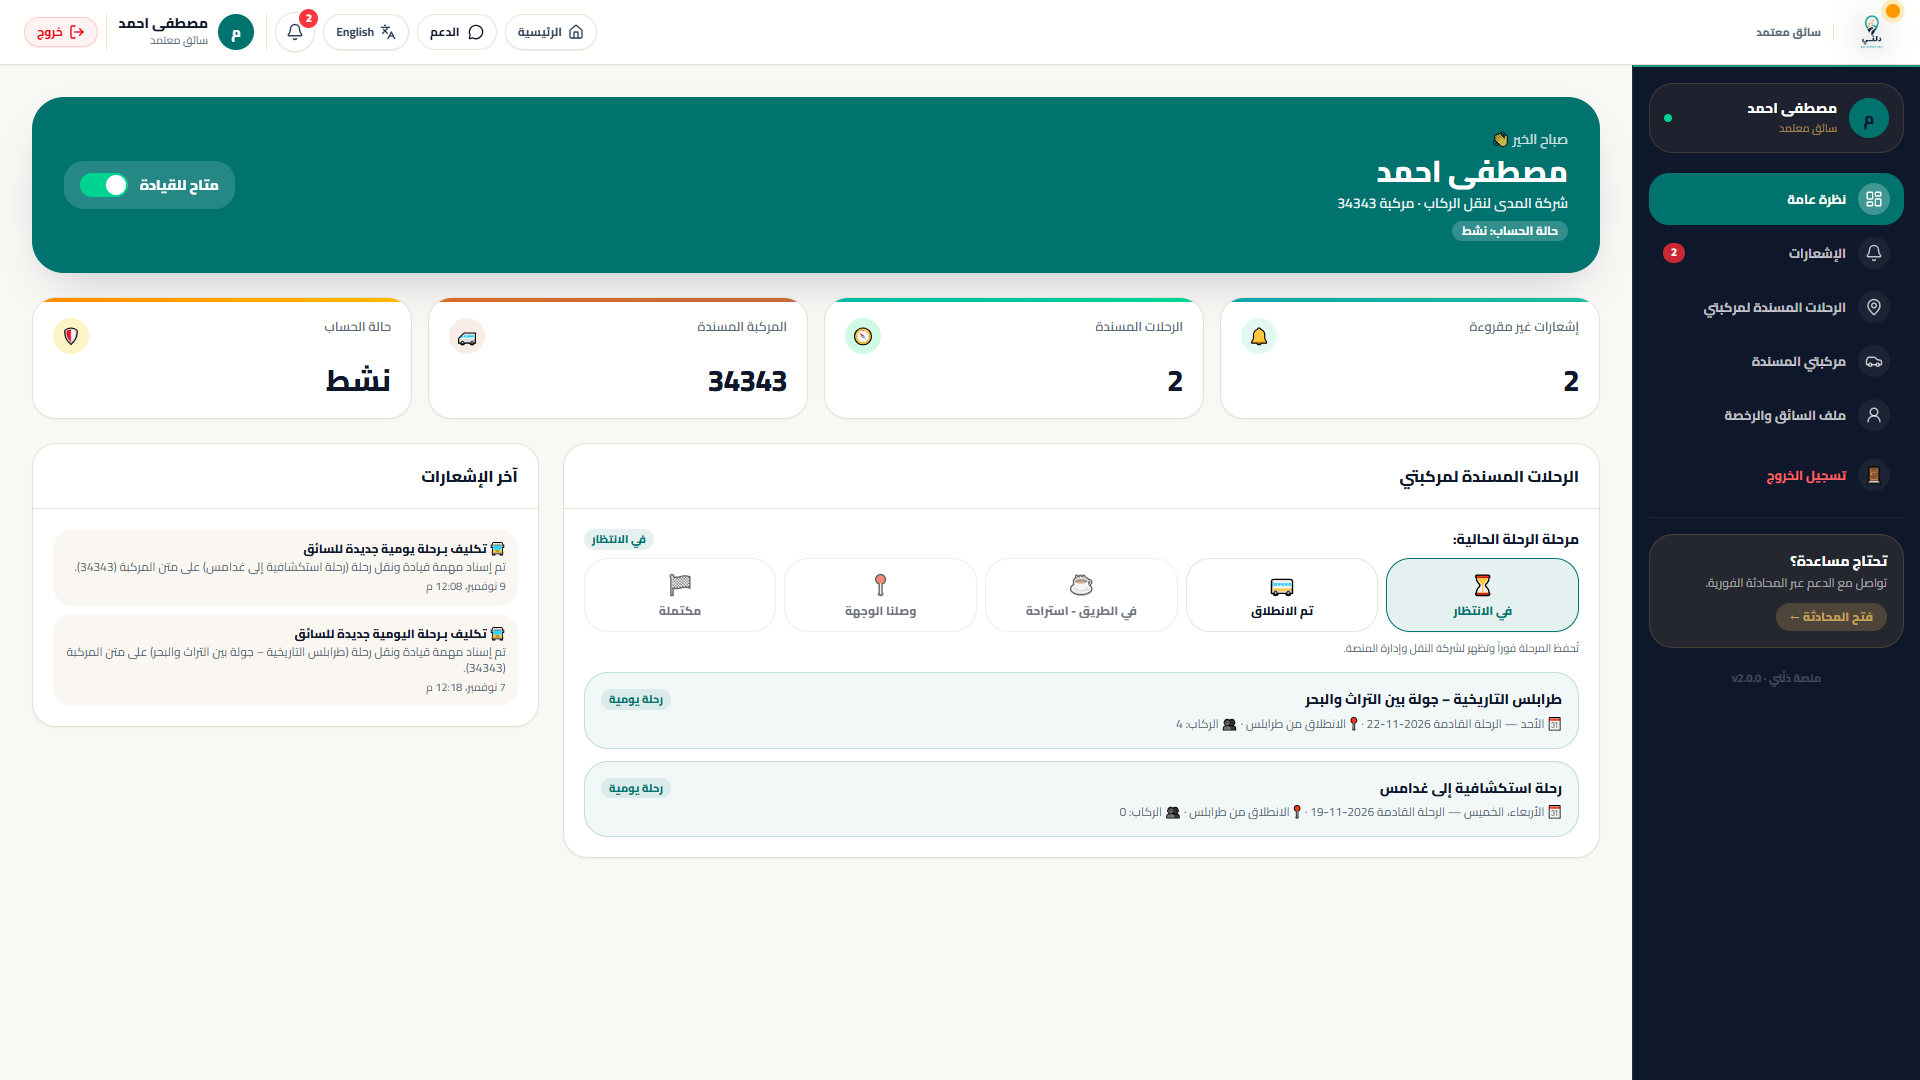 دلني
سائق معتمد
الرئيسية
الدعم
English
2
م
مصطفى احمد
سائق معتمد
خروج
م
مصطفى احمد
سائق معتمد
نظرة عامة
الإشعارات
2
الرحلات المسندة لمركبتي
مركبتي المسندة
ملف السائق والرخصة
تسجيل الخروج
تحتاج مساعدة؟
تواصل مع الدعم عبر المحادثة الفورية.
فتح المحادثة ←
منصة دلّني · v2.0.0
صباح الخير 👋
مصطفى احمد
شركة المدى لنقل الركاب · مركبة 34343
حالة الحساب: نشط
متاح للقيادة
إشعارات غير مقروءة
2
الرحلات المسندة
2
المركبة المسندة
34343
حالة الحساب
نشط
الرحلات المسندة لمركبتي
مرحلة الرحلة الحالية:
في الانتظار
في الانتظار
تم الانطلاق
في الطريق - استراحة
وصلنا الوجهة
مكتملة
تُحفظ المرحلة فوراً وتظهر لشركة النقل وإدارة المنصة.
طرابلس التاريخية – جولة بين التراث والبحر
رحلة يومية
📅 الأحد — الرحلة القادمة 2026-11-22 · 📍 الانطلاق من طرابلس · 👥 الركاب: 4
رحلة استكشافية إلى غدامس
رحلة يومية
📅 الأربعاء، الخميس — الرحلة القادمة 2026-11-19 · 📍 الانطلاق من طرابلس · 👥 الركاب: 0
آخر الإشعارات
🚍 تكليف برحلة يومية جديدة للسائق
تم إسناد مهمة قيادة ونقل رحلة (رحلة استكشافية إلى غدامس) على متن المركبة (34343).
9 نوفمبر، 12:08 م
🚍 تكليف برحلة اليومية جديدة للسائق
تم إسناد مهمة قيادة ونقل رحلة (طرابلس التاريخية – جولة بين التراث والبحر) على متن المركبة
(34343).
7 نوفمبر، 12:18 م